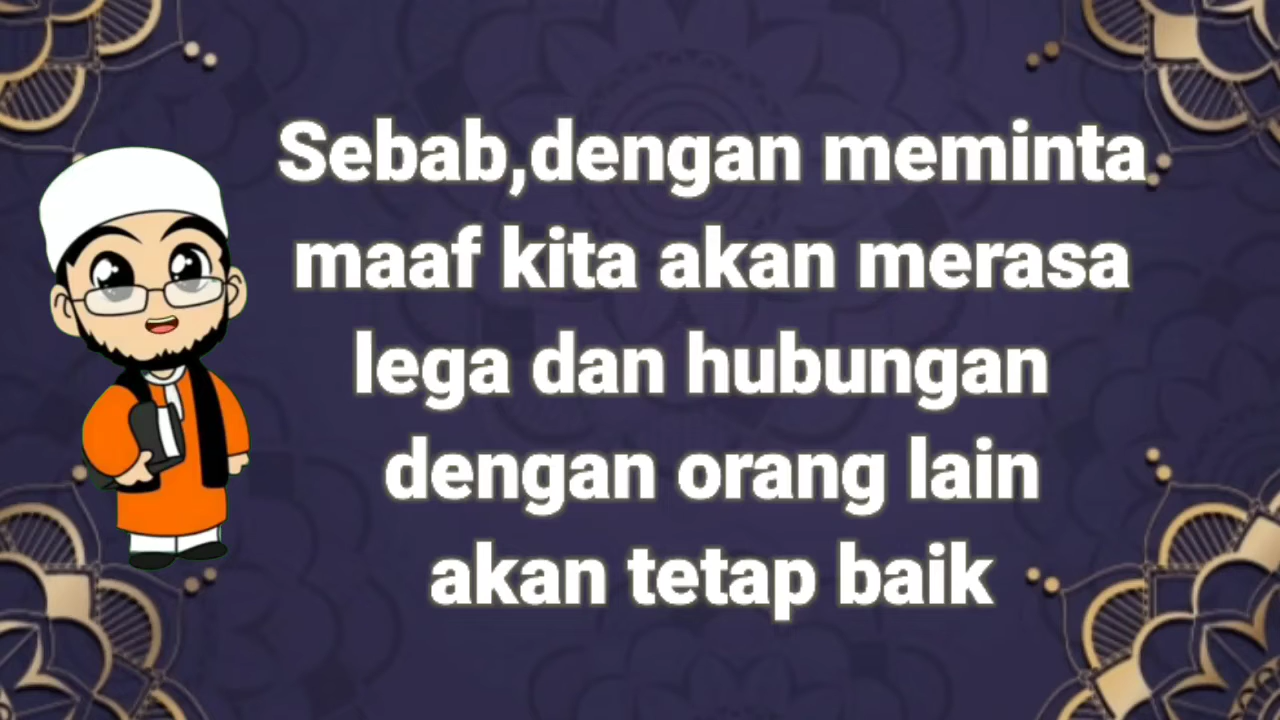 Sebab,dengan meminta
maaf kita akan merasa
lega dan hubungan
dengan orang lain
akan tetap baik